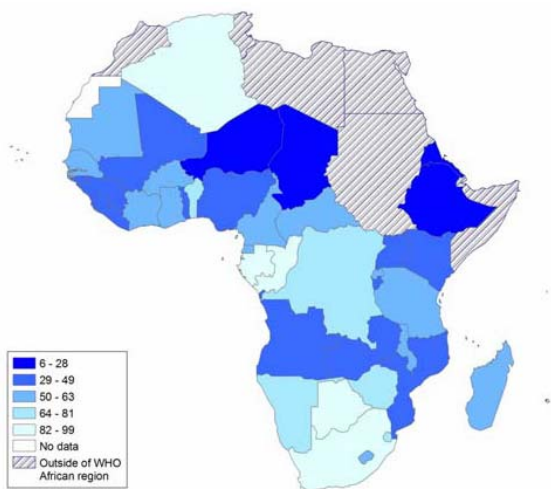 6 - 28
29 - 49
50 - 63
64 - 81
82 - 99
No data
Outside of WHO
African region